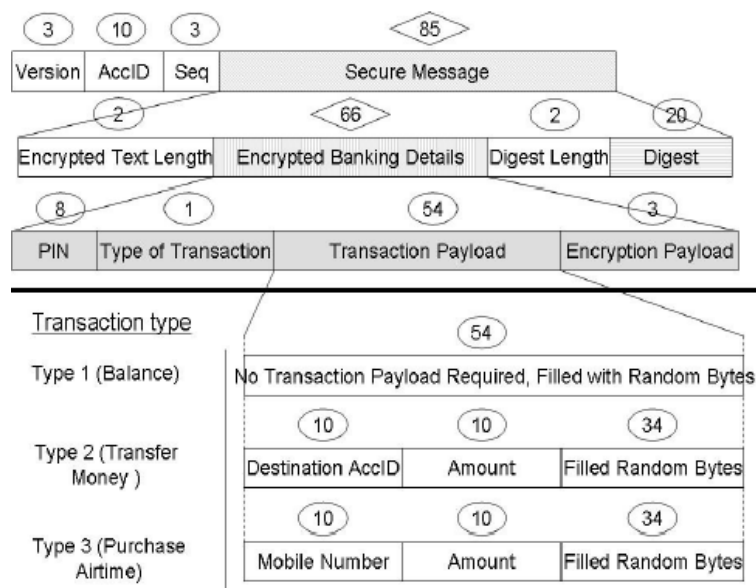 3 10 3 85
Version AccID Seq Secure Message
2 66 2 20
Encrypted Text Length Encrypted Banking Details Digest Length Digest
8 1 54 3
PIN Type of Transaction Transaction Payload Encryption Payload
Transaction type
54
Type 1 (Balance) No Transaction Payload Required, Filled with Random Bytes
10 10 34
Type 2 (Transfer
Money )
Destination AccID Amount Filled Random Bytes
10 10 34
Type 3 (Purchase
Airtime)
Mobile Number Amount Filled Random Bytes